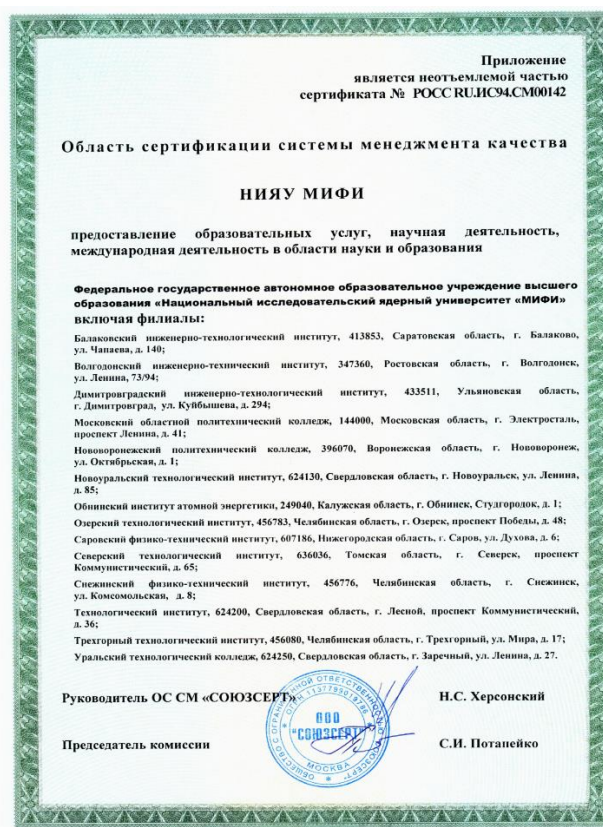 Приложение
является неотъемлемой частью
сертификата № РОСС RU.ИС94.СМ00142
Область сертификации системы менеджмента качества
НИЯУ МИФИ
предоставление образовательных услуг, научная деятельность,
международная деятельность в области науки и образования
Федеральное государственное автономное образовательное учреждение высшего
образования «Национальный исследовательский ядерный университет «МИФИ»
включая филиалы:
Балаковский инженерно-технологический институт, 413853, Саратовская область, г. Балаково,
ул. Чапаева, д. 140;
Волгодонский инженерно-технический институт, 347360, Ростовская область, г. Волгодонск,
ул. Ленина, 73/94;
Димитровградский инженерно-технологический институт, 433511, Ульяновская область,
г. Димитровград, ул. Куйбышева, д. 294;
Московский областной политехнический колледж, 144000, Московская область, г. Электросталь,
проспект Ленина, д. 41;
Нововоронежский политехнический колледж, 396070, Воронежская область, г. Нововоронеж,
ул. Октябрьская, д. 1;
Новоуральский технологический институт, 624130, Свердловская область, г. Новоуральск, ул. Ленина,
д. 85;
Обнинский институт атомной энергетики, 249040, Калужская область, г. Обнинск, Студгородок, д. 1;
Озерский технологический институт, 456783, Челябинская область, г. Озерск, проспект Победы, д. 48;
Саровский физико-технический институт, 607186, Нижегородская область, г. Саров, ул. Духова, д. 6;
Северский технологический институт, 636036, Томская область, г. Северск, проспект
Коммунистический, д. 65;
Снежинский физико-технический институт, 456776, Челябинская область, г. Снежинск,
ул. Комсомольская, д. 8;
Технологический институт, 624200, Свердловская область, г. Лесной, проспект Коммунистический,
д. 36;
Трехгорный технологический институт, 456080, Челябинская область, г. Трехгорный, ул. Мира, д. 17;
Уральский технологический колледж, 624250, Свердловская область, г. Заречный, ул. Ленина, д. 27.
Руководитель ОС СМ «СОЮЗСЕРТ»
Н.С. Херсонский
ООО
"СОЮЗСЕРТ"
МОСКВА
ОБЩЕСТВО С ОГРАНИЧЕННОЙ ОТВЕТСТВЕННОСТЬЮ
Председатель комиссии
С.И. Потапейко